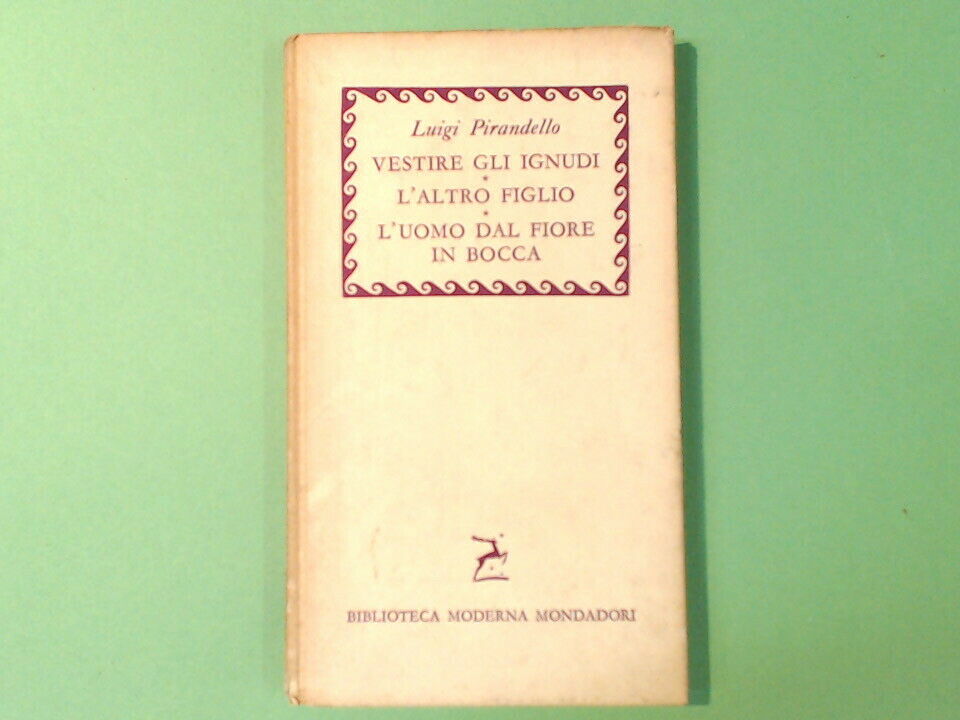 Luigi Pirandello
VESTIRE GLI IGNUDI
*
L'ALTRO FIGLIO
*
L'UOMO DAL FIORE
IN BOCCA
BIBLIOTECA MODERNA MONDADORI